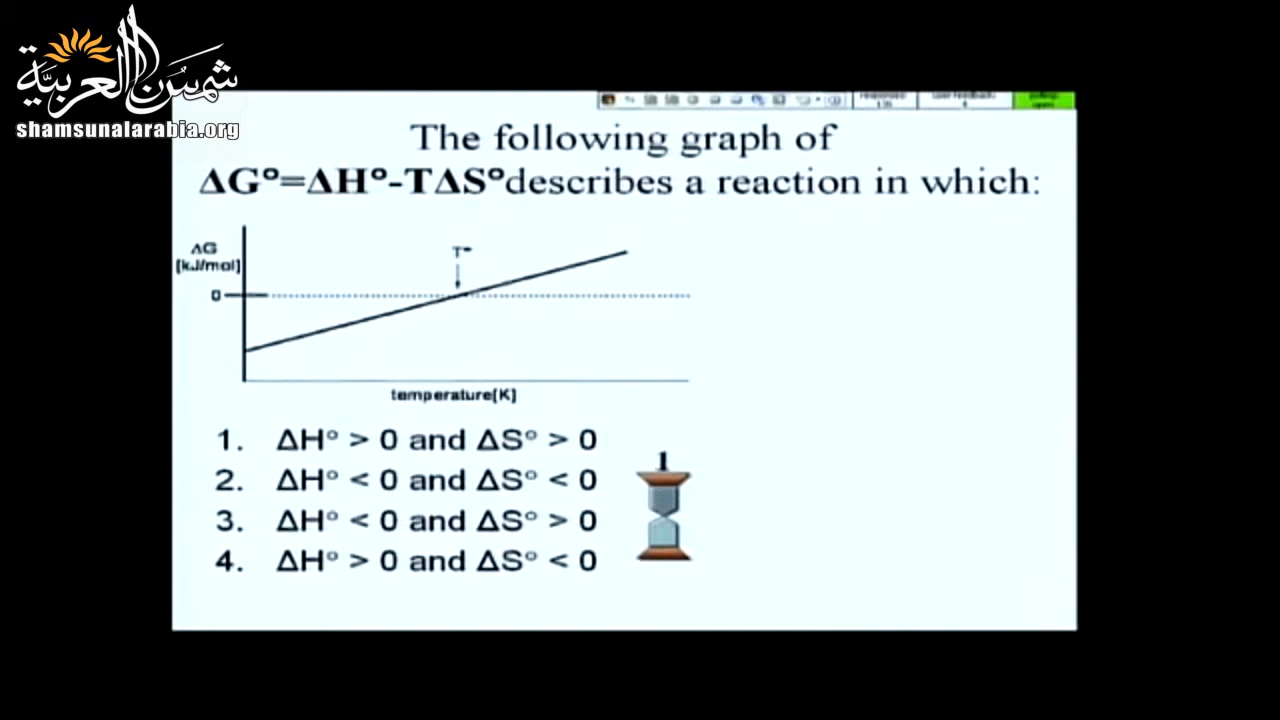 شمس العربية
shamsunalarabia.org
The following graph of
ΔG°=ΔH°-TΔS°describes a reaction in which:
ΔG
[kJ/mol]
T*
0
temperature[K]
1. ΔH° > 0 and ΔS° > 0
2. ΔH° < 0 and ΔS° < 0
3. ΔH° < 0 and ΔS° > 0
4. ΔH° > 0 and ΔS° < 0
1